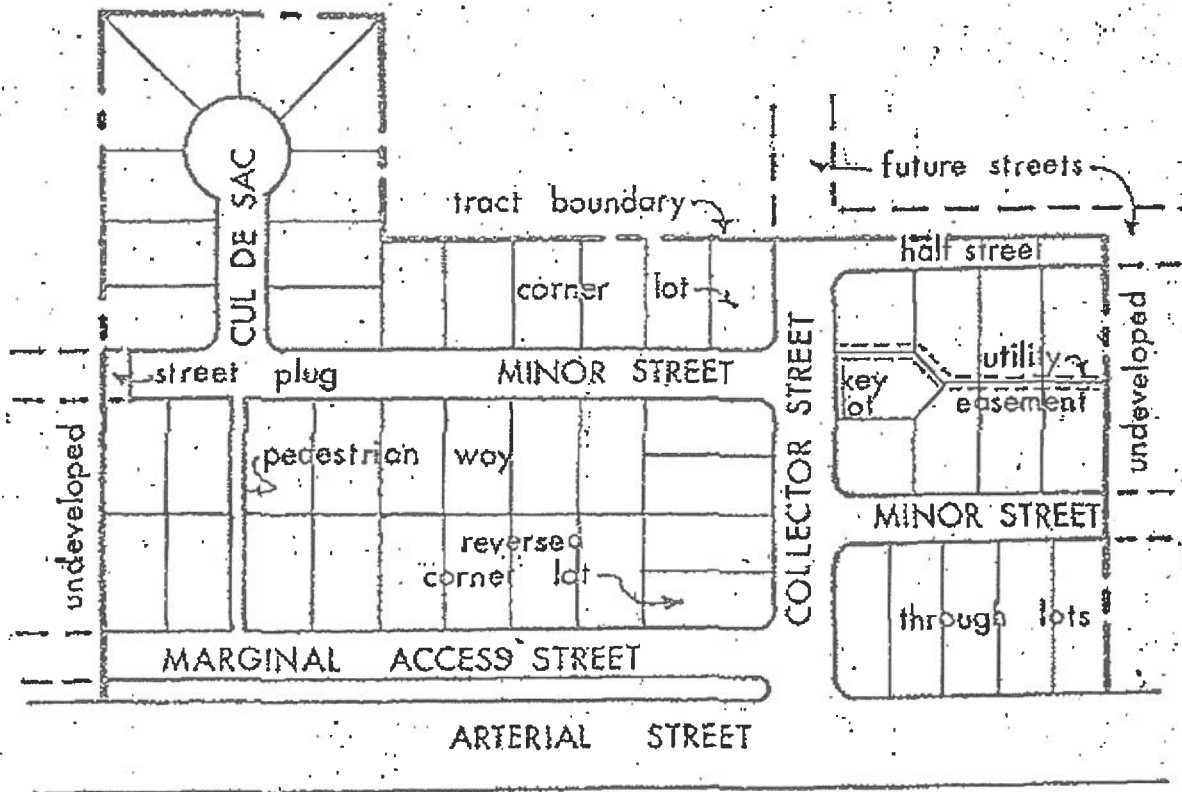 CUL DE SAC
future streets
tract boundary
half street
corner lot
MINOR STREET
street plug
utility
easement
key lot
COLLECTOR STREET
undeveloped
undeveloped
pedestrian way
MINOR STREET
reverse
corner lot
through lots
MARGINAL ACCESS STREET
ARTERIAL STREET